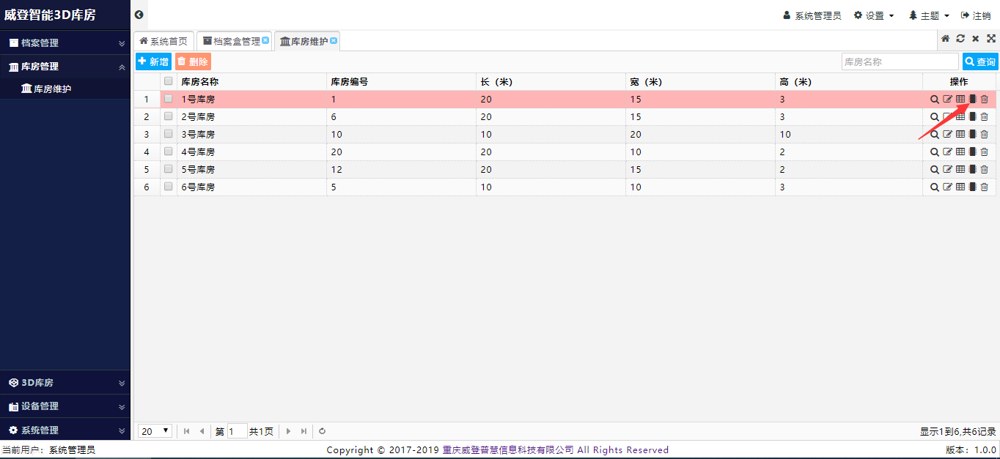 威登智能3D库房
系统管理员 设置 主题 注销
档案管理
库房管理
库房维护
3D库房
设备管理
系统管理
系统首页 档案盒管理 库房维护
新增 删除 库房名称 查询
库房名称 库房编号 长（米） 宽（米） 高（米） 操作
1 1号库房 1 20 15 3
2 2号库房 6 20 15 3
3 3号库房 10 10 20 10
4 4号库房 20 20 10 2
5 5号库房 12 20 15 2
6 6号库房 5 10 10 3
20 第 1 共1页 显示1到6,共6记录
当前用户：系统管理员 Copyright © 2017-2019 重庆威登普慧信息科技有限公司 All Rights Reserved 版本：1.0.0